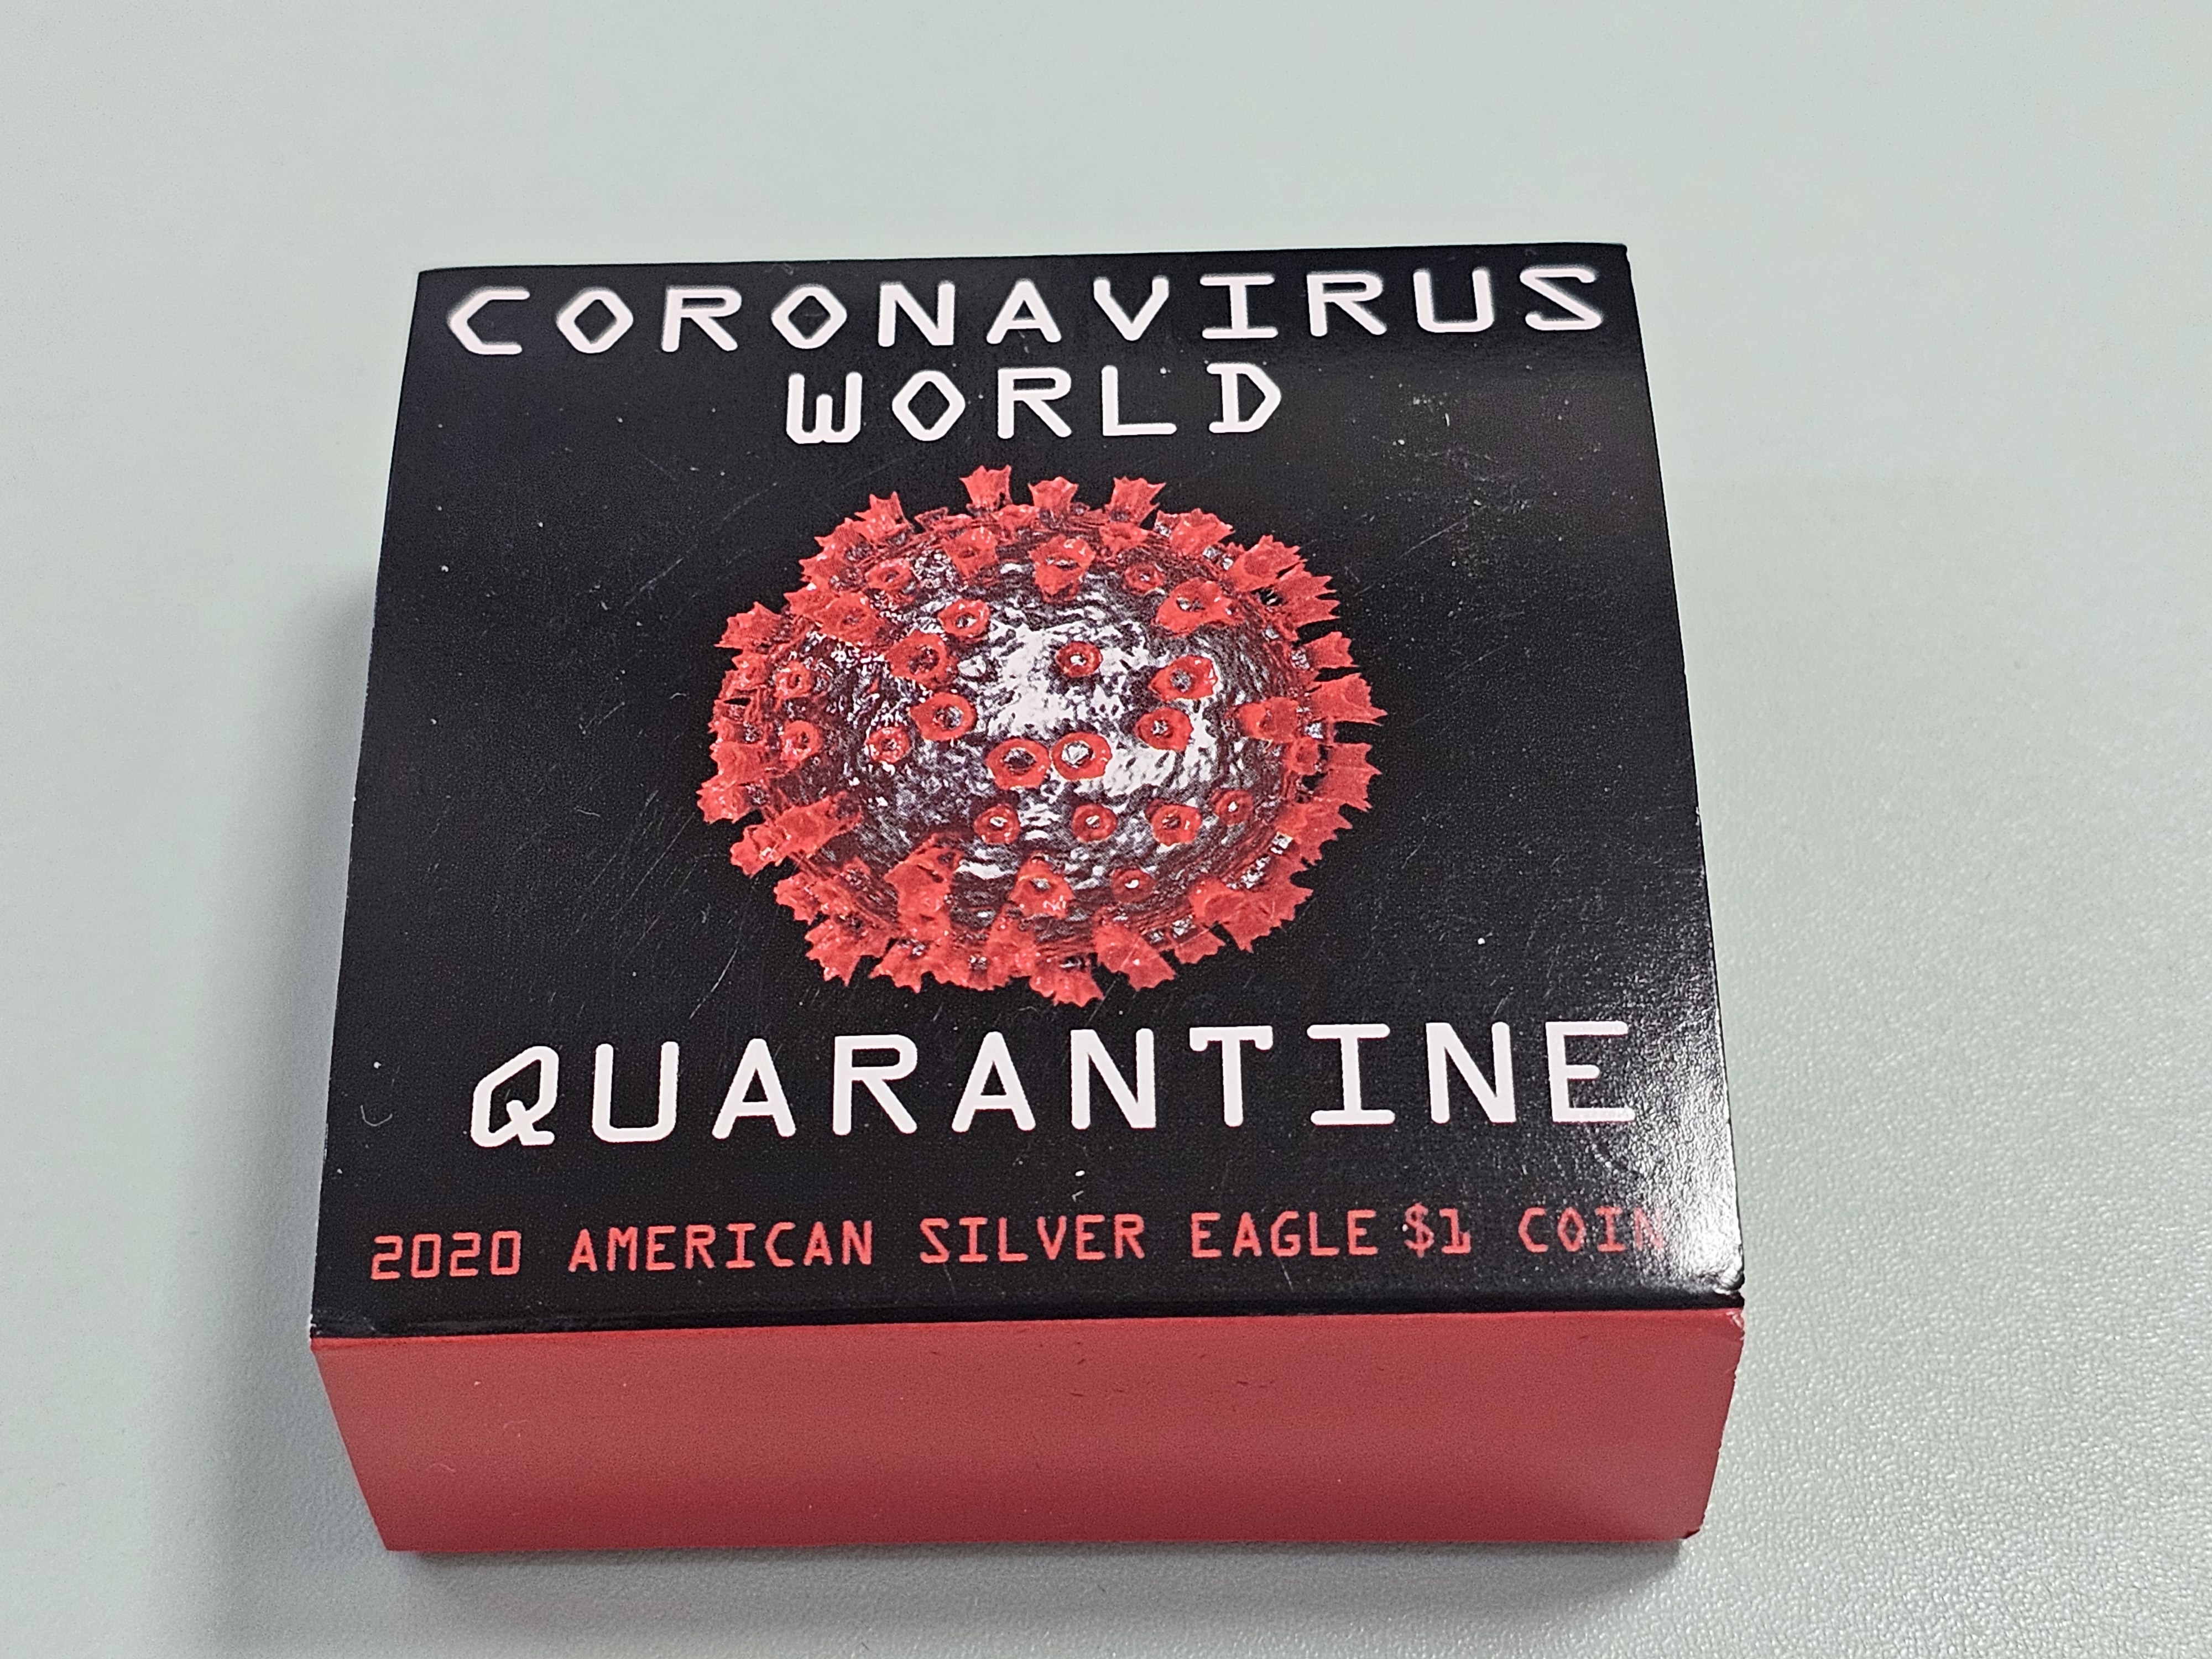 CORONAVIRUS
WORLD
QUARANTINE
2020 AMERICAN SILVER EAGLE $1 COIN